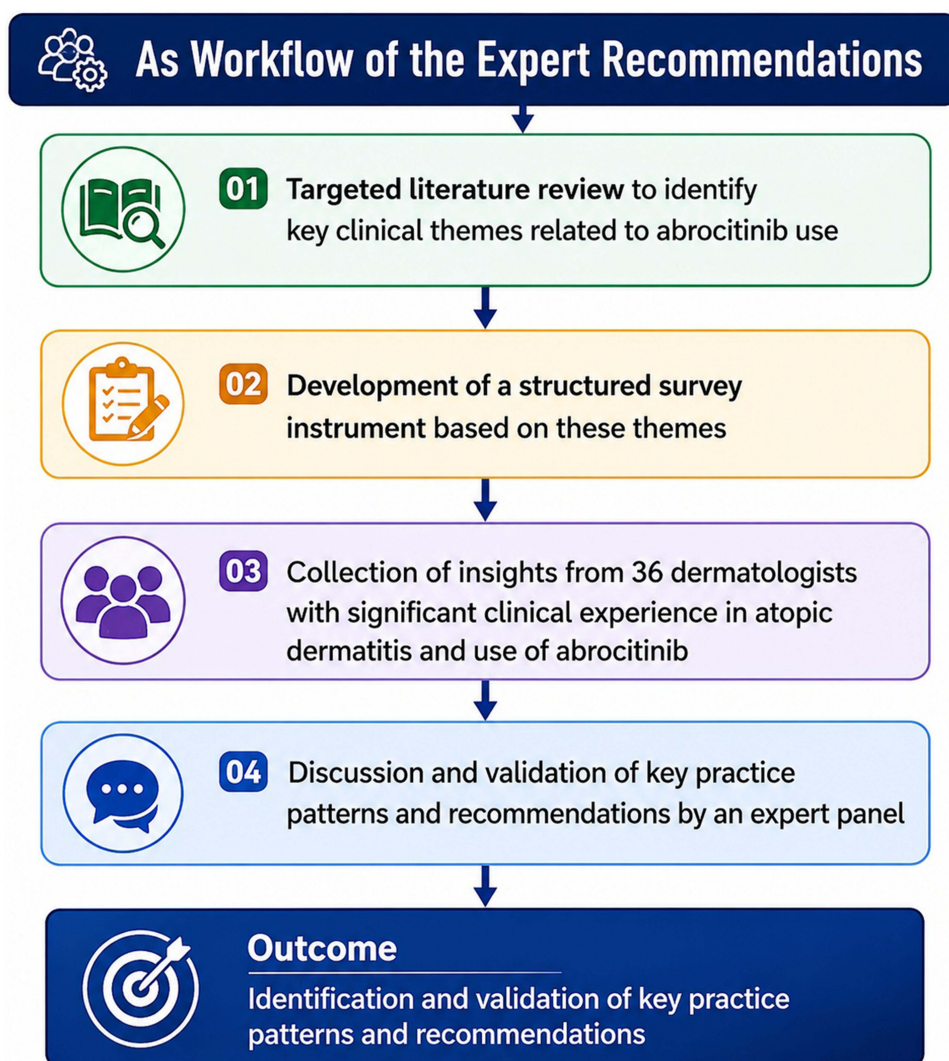 As Workflow of the Expert Recommendations
01
Targeted literature review to identify
key clinical themes related to abrocitinib use
02
Development of a structured survey
instrument based on these themes
03
Collection of insights from 36 dermatologists
with significant clinical experience in atopic
dermatitis and use of abrocitinib
04
Discussion and validation of key practice
patterns and recommendations by an expert panel
Outcome
Identification and validation of key practice
patterns and recommendations